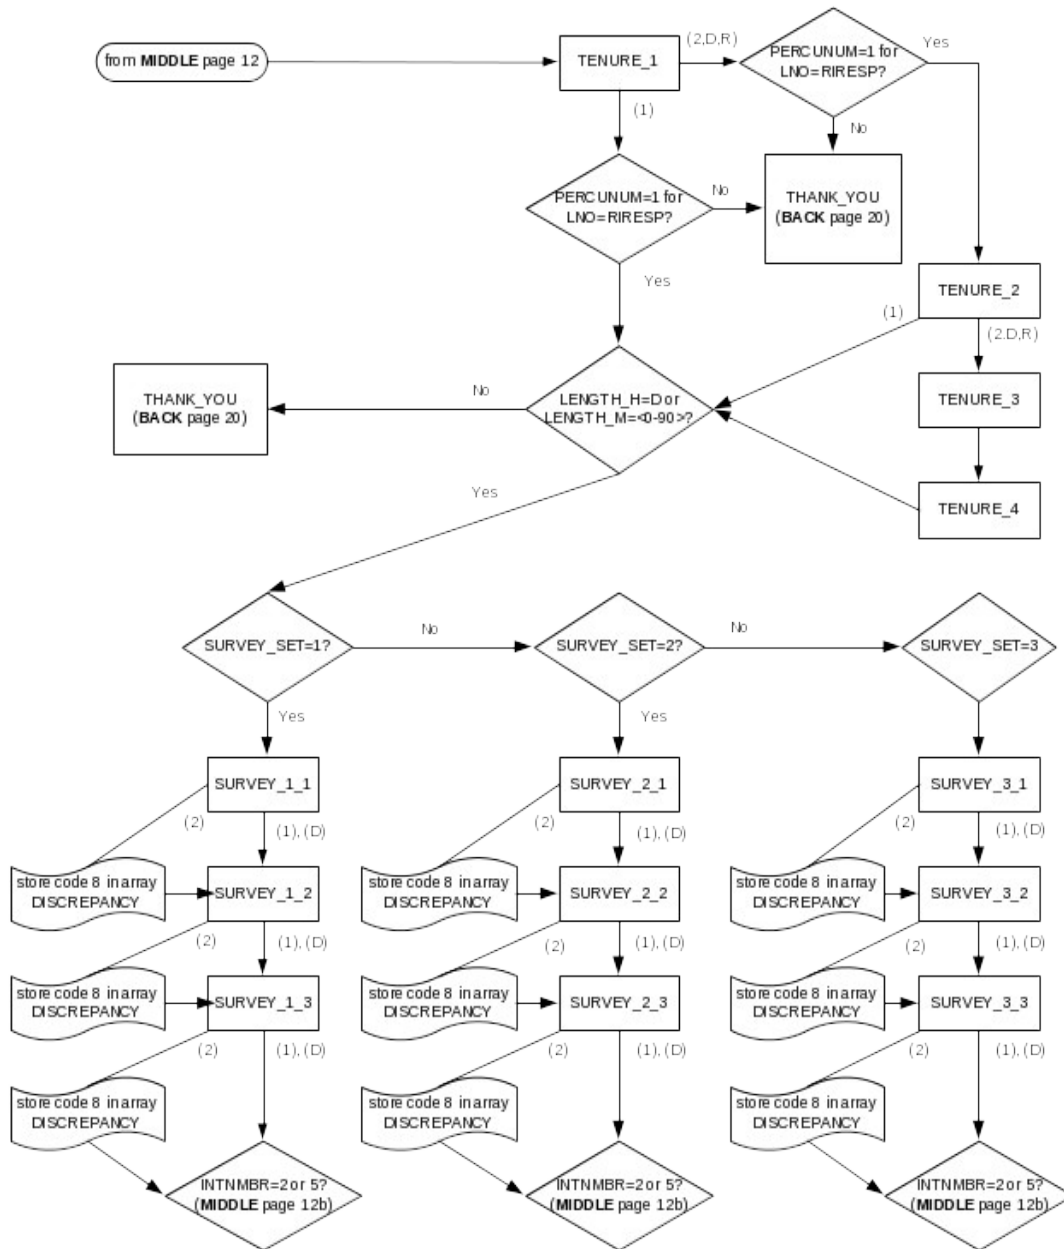 from MIDDLE page 12
TENURE_1
(2,D,R)
PERCUNUM=1 for
LNO=RIRESP?
Yes
(1)
No
PERCUNUM=1 for
LNO=RIRESP?
No
THANK_YOU
(BACK page 20)
Yes
TENURE_2
(1)
(2.D,R)
THANK_YOU
(BACK page 20)
No
LENGTH_H=D or
LENGTH_M=<0-90>?
TENURE_3
Yes
TENURE_4
SURVEY_SET=1?
No
SURVEY_SET=2?
No
SURVEY_SET=3
Yes
Yes
SURVEY_1_1
SURVEY_2_1
SURVEY_3_1
(2)
(1), (D)
(2)
(1), (D)
(2)
(1), (D)
store code 8 in array
DISCREPANCY
SURVEY_1_2
store code 8 in array
DISCREPANCY
SURVEY_2_2
store code 8 in array
DISCREPANCY
SURVEY_3_2
(2)
(1), (D)
(2)
(1), (D)
(2)
(1), (D)
store code 8 in array
DISCREPANCY
SURVEY_1_3
store code 8 in array
DISCREPANCY
SURVEY_2_3
store code 8 in array
DISCREPANCY
SURVEY_3_3
(2)
(1), (D)
(2)
(1), (D)
(2)
(1), (D)
store code 8 in array
DISCREPANCY
store code 8 in array
DISCREPANCY
store code 8 in array
DISCREPANCY
INTNMBR=2 or 5?
(MIDDLE page 12b)
INTNMBR=2 or 5?
(MIDDLE page 12b)
INTNMBR=2 or 5?
(MIDDLE page 12b)